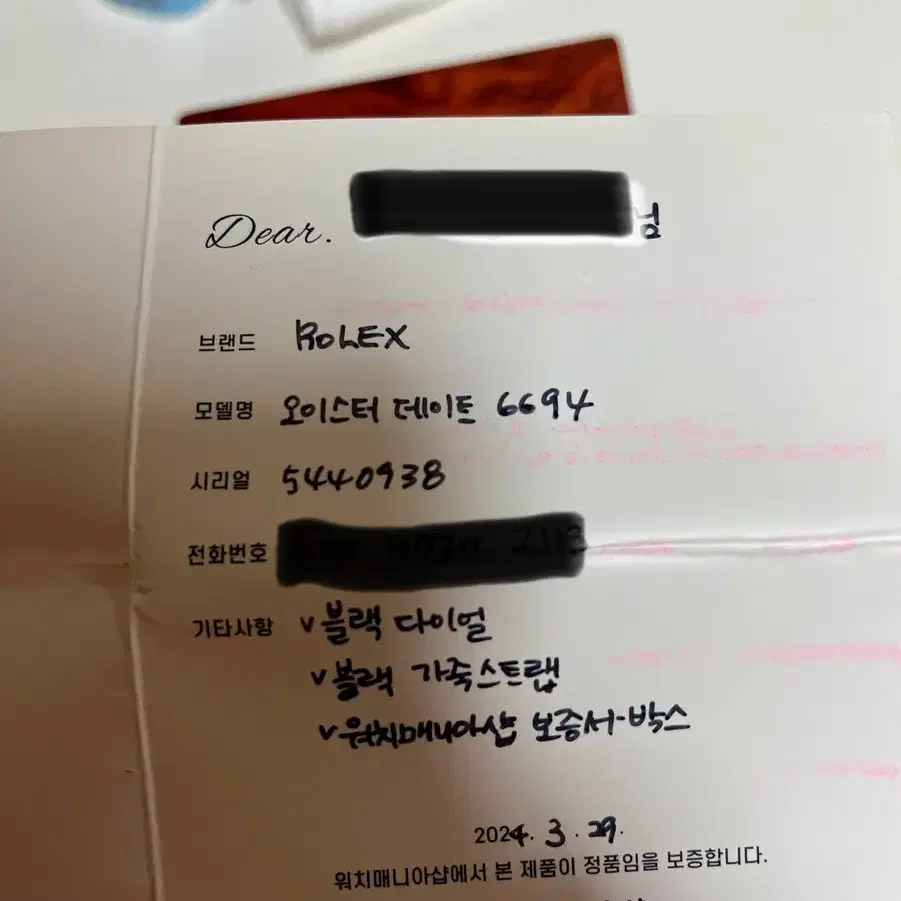 Dear. 님
브랜드 ROLEX
모델명 오이스터 데이트 6694
시리얼 5440938
전화번호
기타사항 v 블랙 다이얼
v 블랙 가죽스트랩
v 워치매니아샵 보증서-박스
2024. 3. 29.
워치매니아샵에서 본 제품이 정품임을 보증합니다.